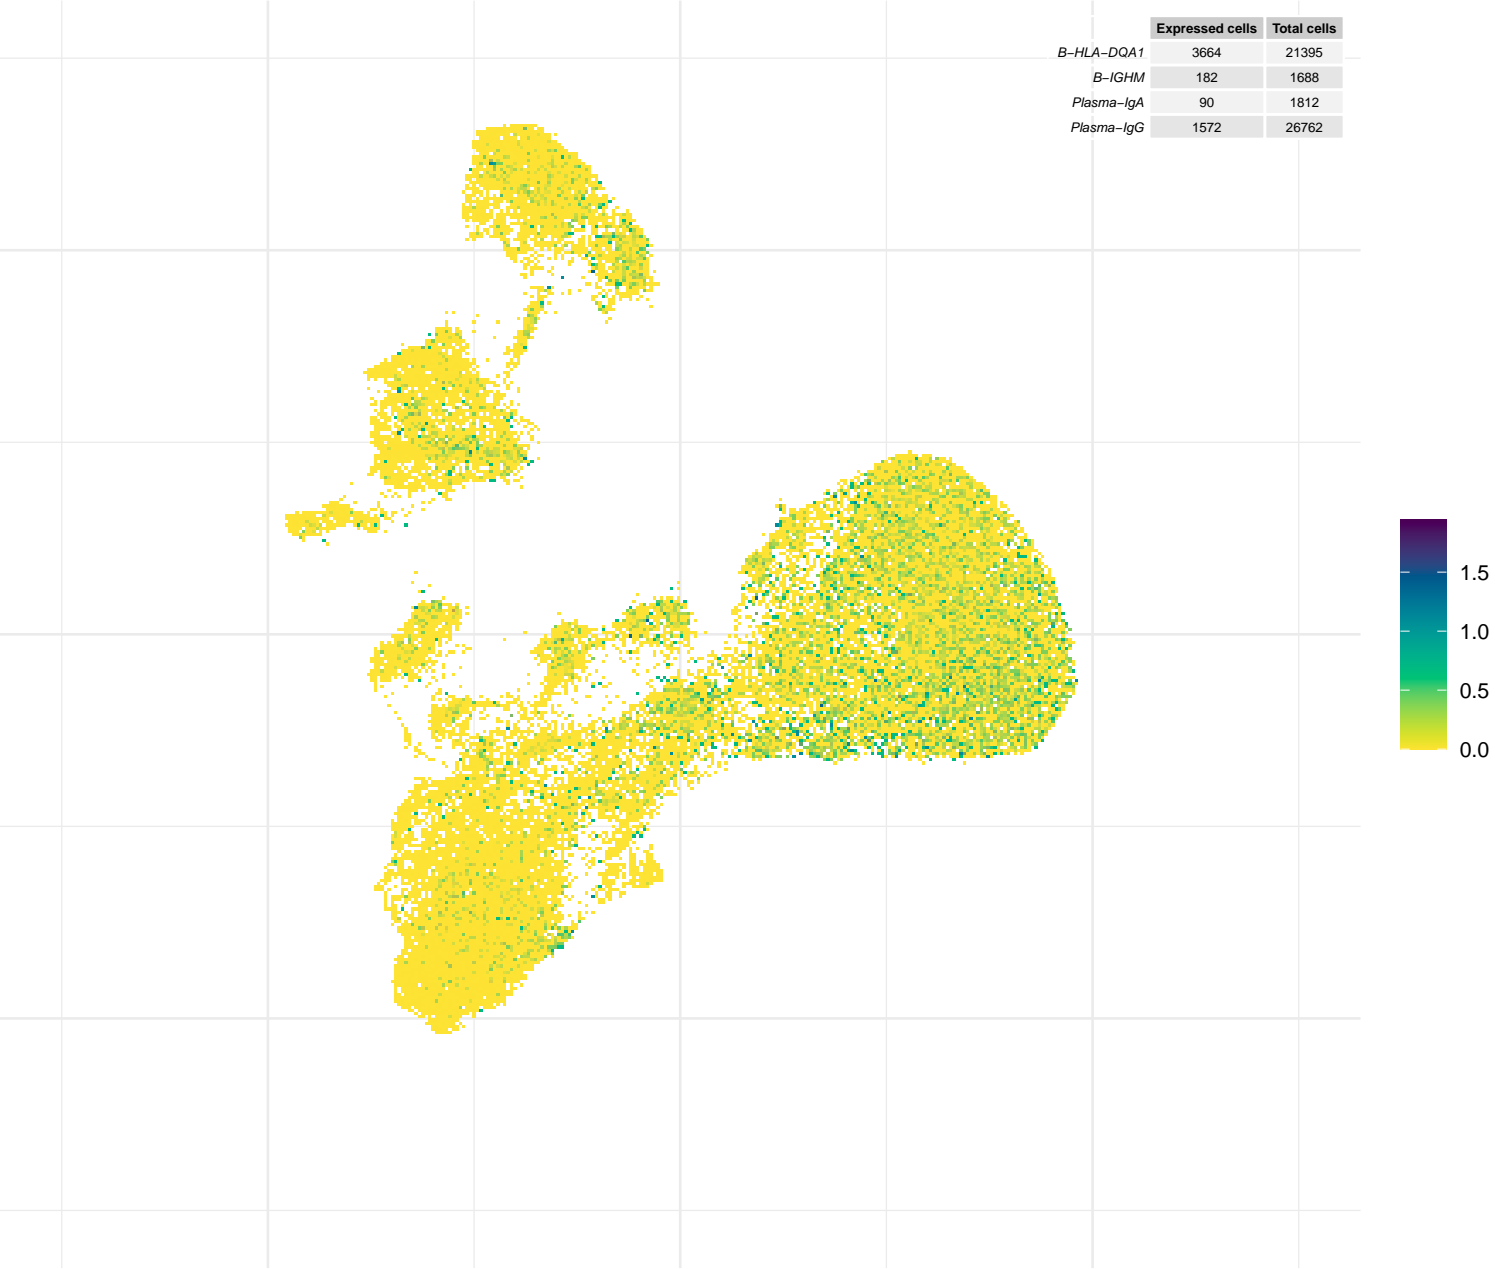 Expressed cells Total cells
B−HLA−DQA1 3664 21395
B−IGHM 182 1688
Plasma−IgA 90 1812
Plasma−IgG 1572 26762
1.5
1.0
0.5
0.0